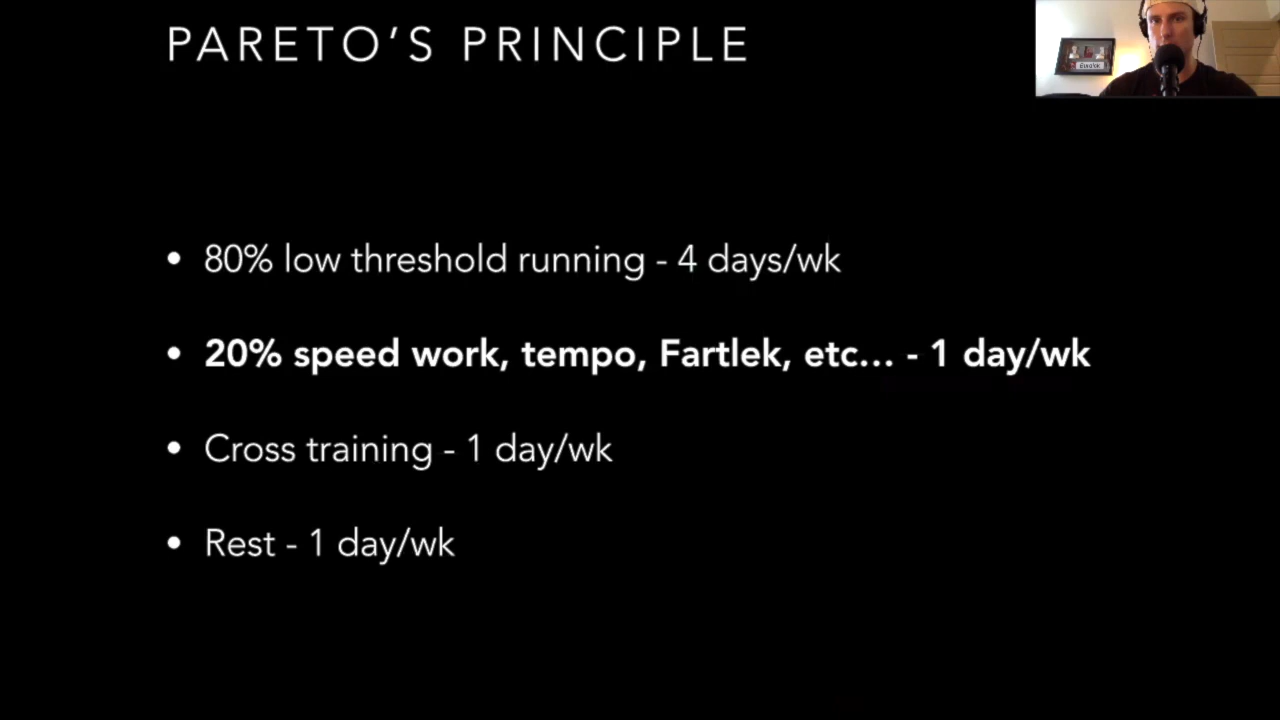 PARETO’S PRINCIPLE
• 80% low threshold running - 4 days/wk
• 20% speed work, tempo, Fartlek, etc… - 1 day/wk
• Cross training - 1 day/wk
• Rest - 1 day/wk